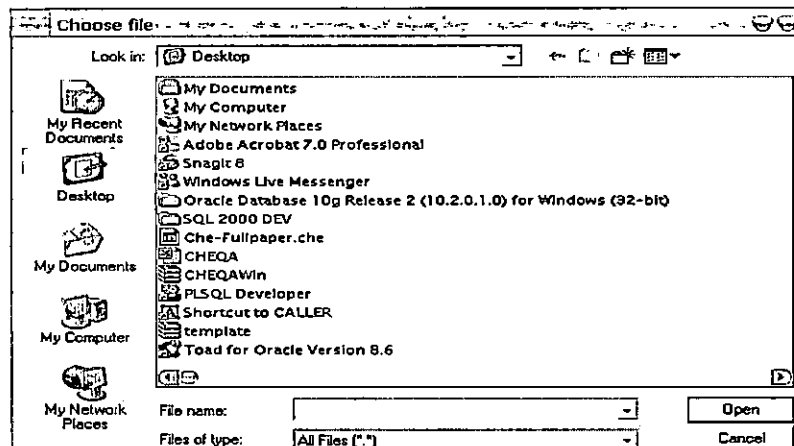 Choose file
Look in: Desktop
My Recent
Documents
Desktop
My Documents
My Computer
My Network
Places
My Documents
My Computer
My Network Places
Adobe Acrobat 7.0 Professional
SnagIt 8
Windows Live Messenger
Oracle Database 10g Release 2 (10.2.0.1.0) for Windows (32-bit)
SQL 2000 DEV
Che-Fullpaper.che
CHEQA
CHEQAWin
PLSQL Developer
Shortcut to CALLER
template
Toad for Oracle Version 8.6
File name:
Open
Files of type: All Files (*.*)
Cancel